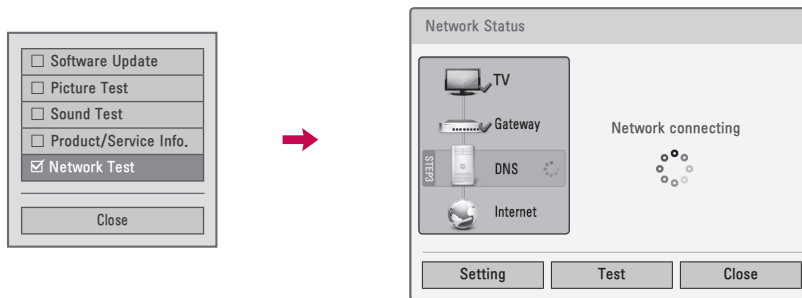 Software Update
Picture Test
Sound Test
Product/Service Info.
Network Test
Close
Network Status
TV
Gateway
STEP3
DNS
Internet
Network connecting
Setting
Test
Close